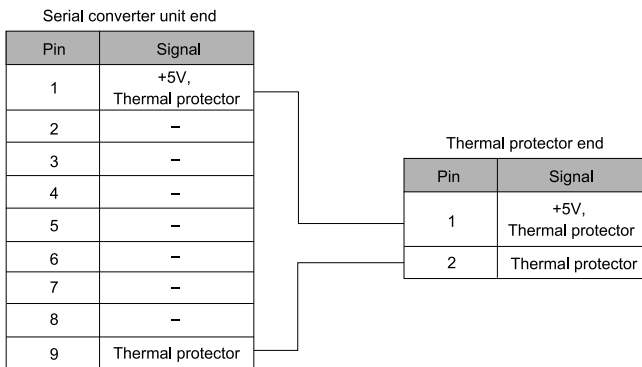 Serial converter unit end
Pin Signal
1 +5V,
Thermal protector
2 –
3 –
4 –
5 –
6 –
7 –
8 –
9 Thermal protector
Thermal protector end
Pin Signal
1 +5V,
Thermal protector
2 Thermal protector